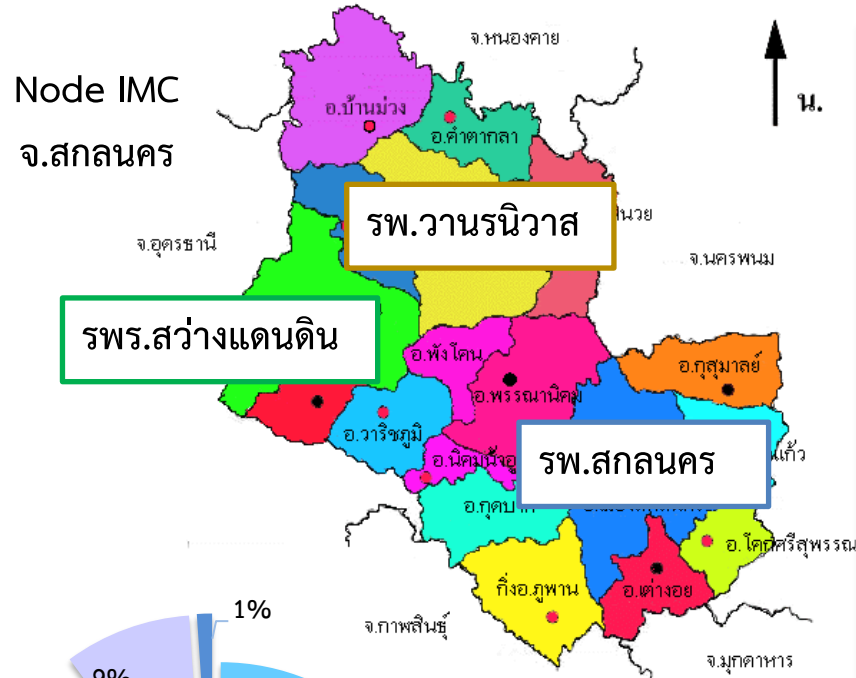 จ.หนองคาย
Node IMC
จ.สกลนคร
น.
อ.บ้านม่วง
อ.คำตากลา
รพ.วานรนิวาส
จ.อุดรธานี
จ.นครพนม
รพร.สว่างแดนดิน
อ.พังโคน
อ.กุสุมาลย์
อ.พรรณานิคม
อ.วาริชภูมิ
รพ.สกลนคร
อ.โคกศรีสุพรรณ
กิ่งอ.ภูพาน
อ.เต่างอย
1%
จ.กาฬสินธุ์
จ.มุกดาหาร
9%